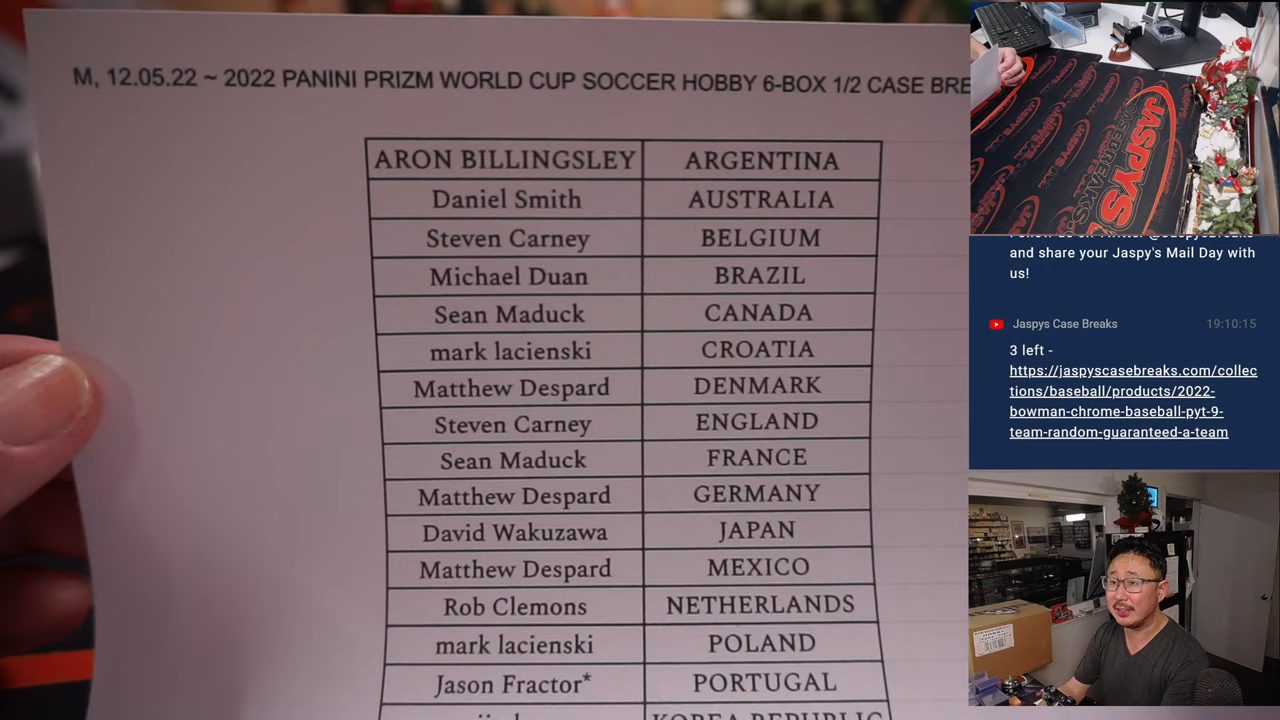 M, 12.05.22 ~ 2022 PANINI PRIZM WORLD CUP SOCCER HOBBY 6-BOX 1/2 CASE BRE
ARON BILLINGSLEY ARGENTINA
Daniel Smith AUSTRALIA
Steven Carney BELGIUM
Michael Duan BRAZIL
Sean Maduck CANADA
mark lacienski CROATIA
Matthew Despard DENMARK
Steven Carney ENGLAND
Sean Maduck FRANCE
Matthew Despard GERMANY
David Wakuzawa JAPAN
Matthew Despard MEXICO
Rob Clemons NETHERLANDS
mark lacienski POLAND
Jason Fractor* PORTUGAL
KOREA REPUBLIC
JASPYS
CASEBREAKS
and share your Jaspy's Mail Day with
us!
Jaspys Case Breaks 19:10:15
3 left -
https://jaspyscasebreaks.com/collec
tions/baseball/products/2022-
bowman-chrome-baseball-pyt-9-
team-random-guaranteed-a-team